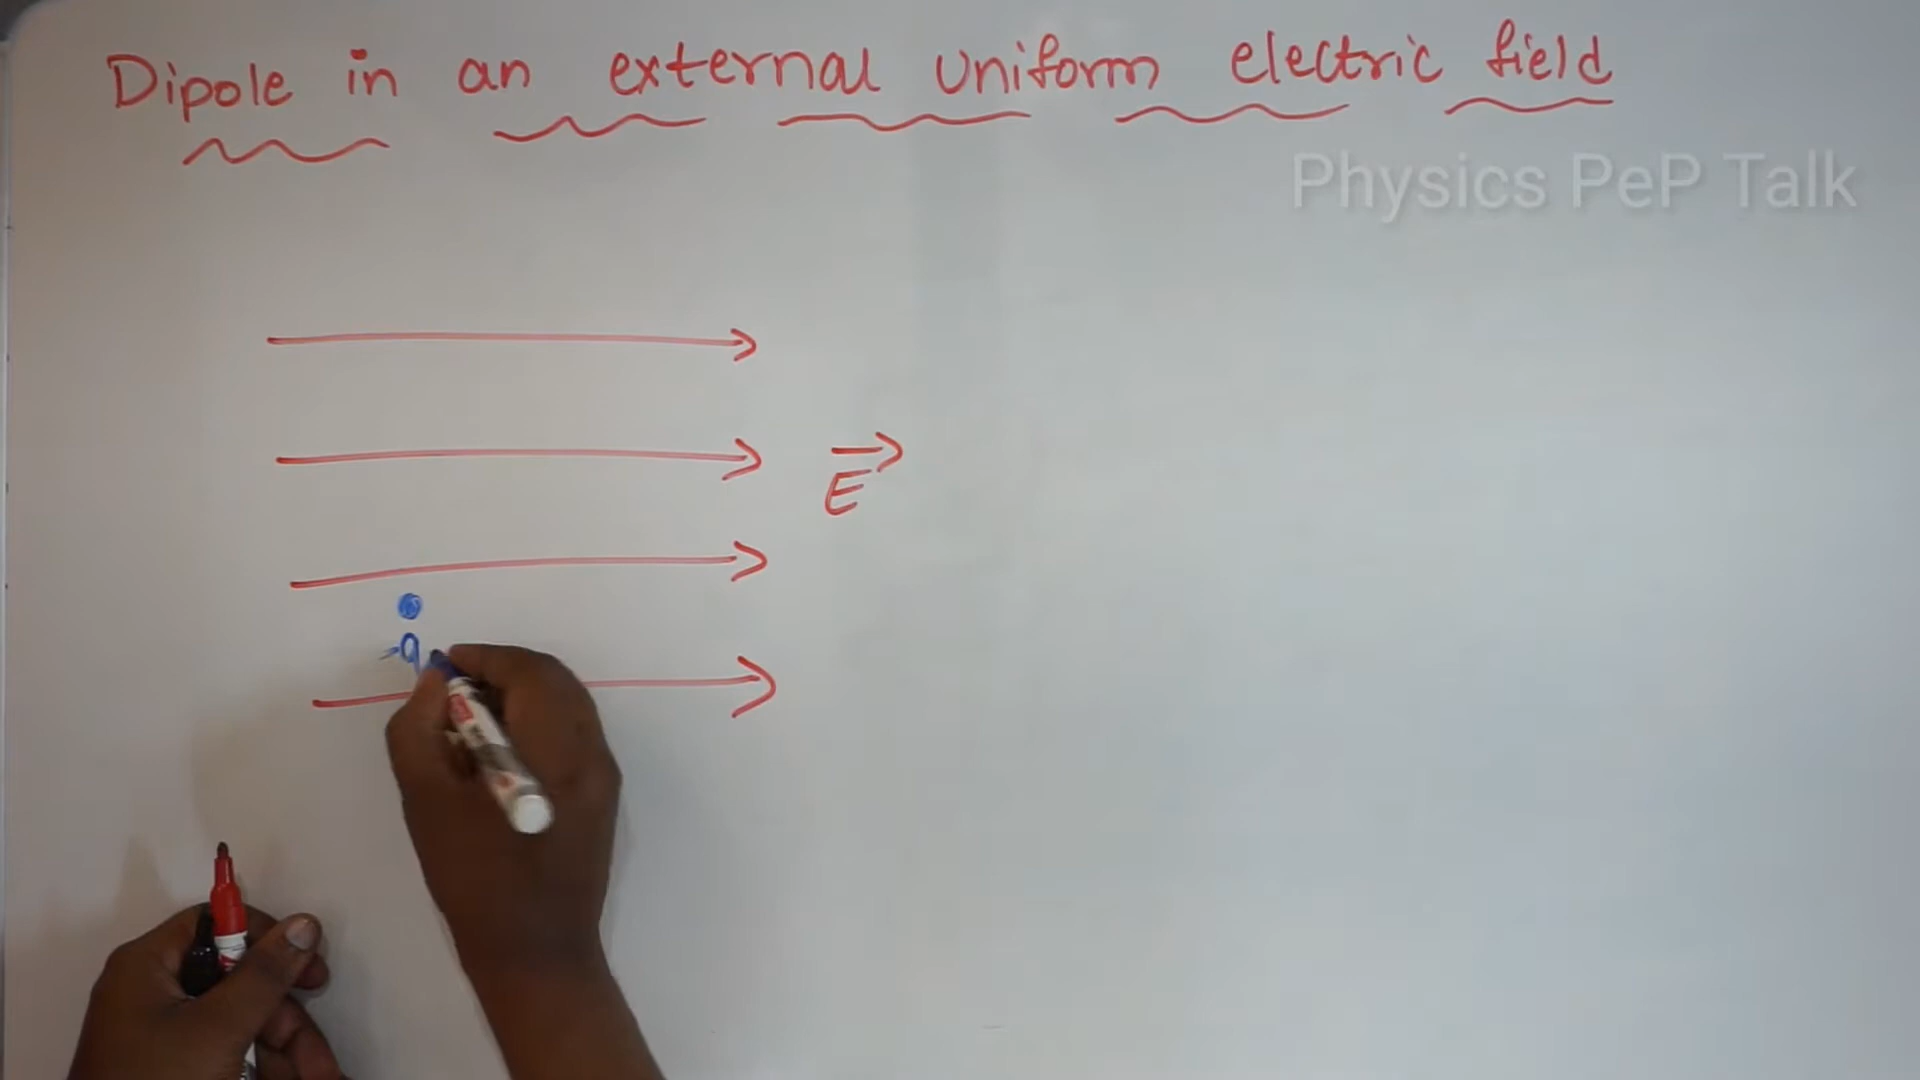 Dipole in an external uniform electric field
Physics PeP Talk
E
-q